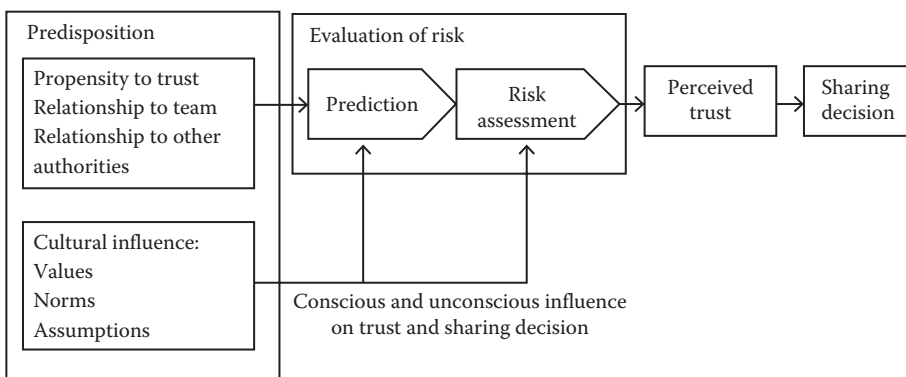 Predisposition
Propensity to trust
Relationship to team
Relationship to other
authorities
Cultural influence:
Values
Norms
Assumptions
Evaluation of risk
Prediction
Risk
assessment
Conscious and unconscious influence
on trust and sharing decision
Perceived
trust
Sharing
decision